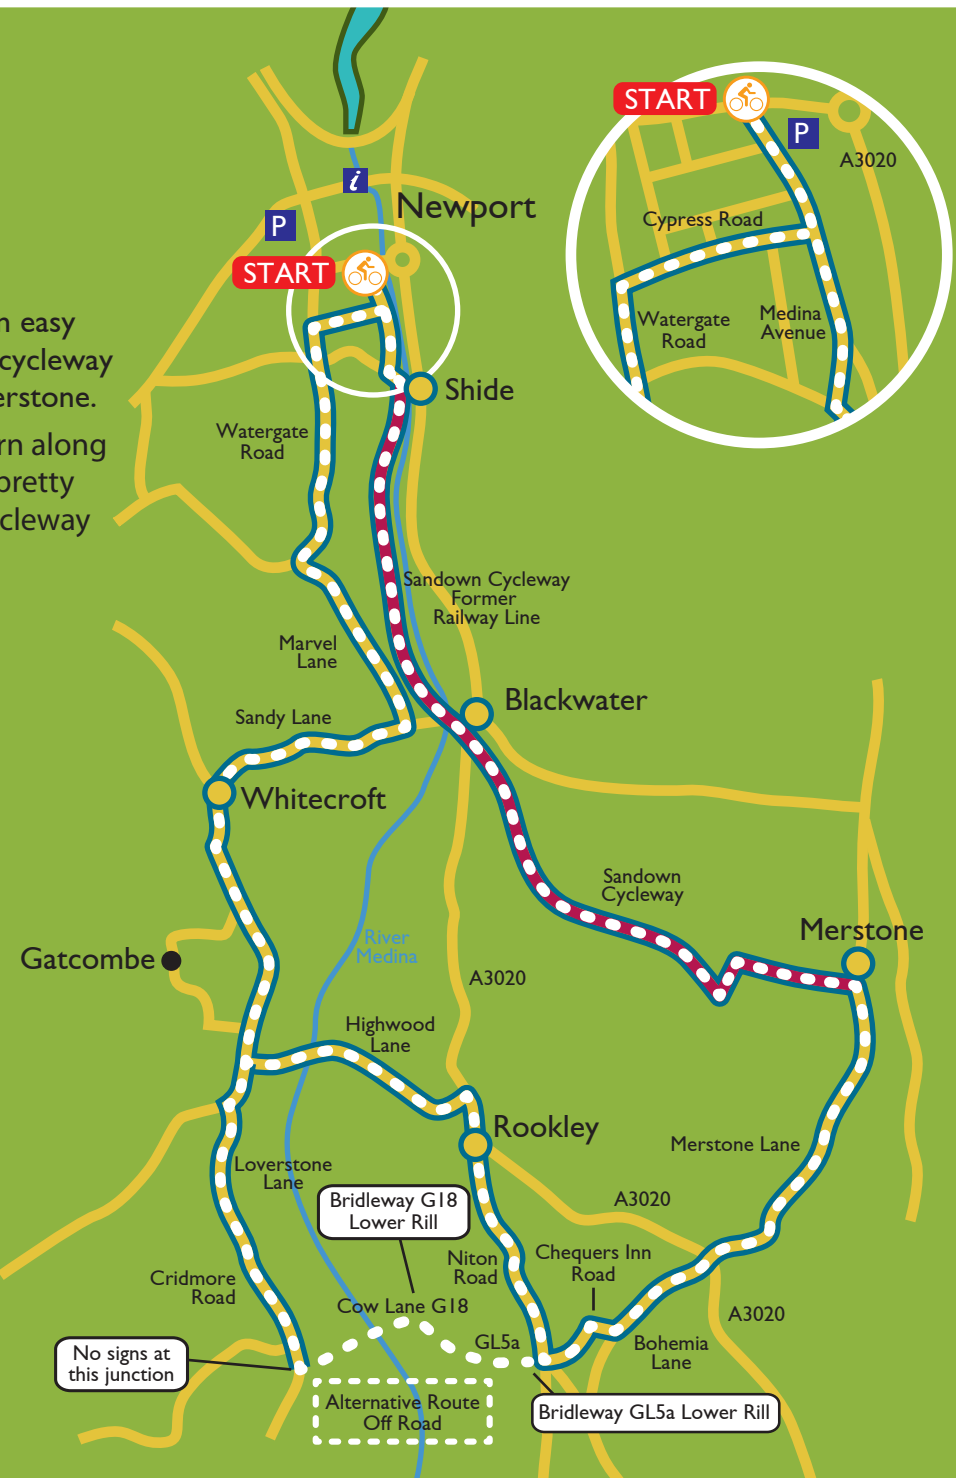 START
P
A3020
Cypress Road
Watergate
Road
Medina
Avenue
i
Newport
P
START
n easy
cycleway
erstone.
rn along
pretty
cleway
Shide
Watergate
Road
Sandown Cycleway
Former
Railway Line
Marvel
Lane
Sandy Lane
Blackwater
Whitecroft
Sandown
Cycleway
Merstone
River
Medina
Gatcombe
A3020
Highwood
Lane
Rookley
Merstone Lane
Loverstone
Lane
Bridleway G18
Lower Rill
A3020
Niton
Road
Chequers Inn
Road
Cridmore
Road
Cow Lane G18
A3020
GL5a
Bohemia
Lane
No signs at
this junction
Alternative Route
Off Road
Bridleway GL5a Lower Rill